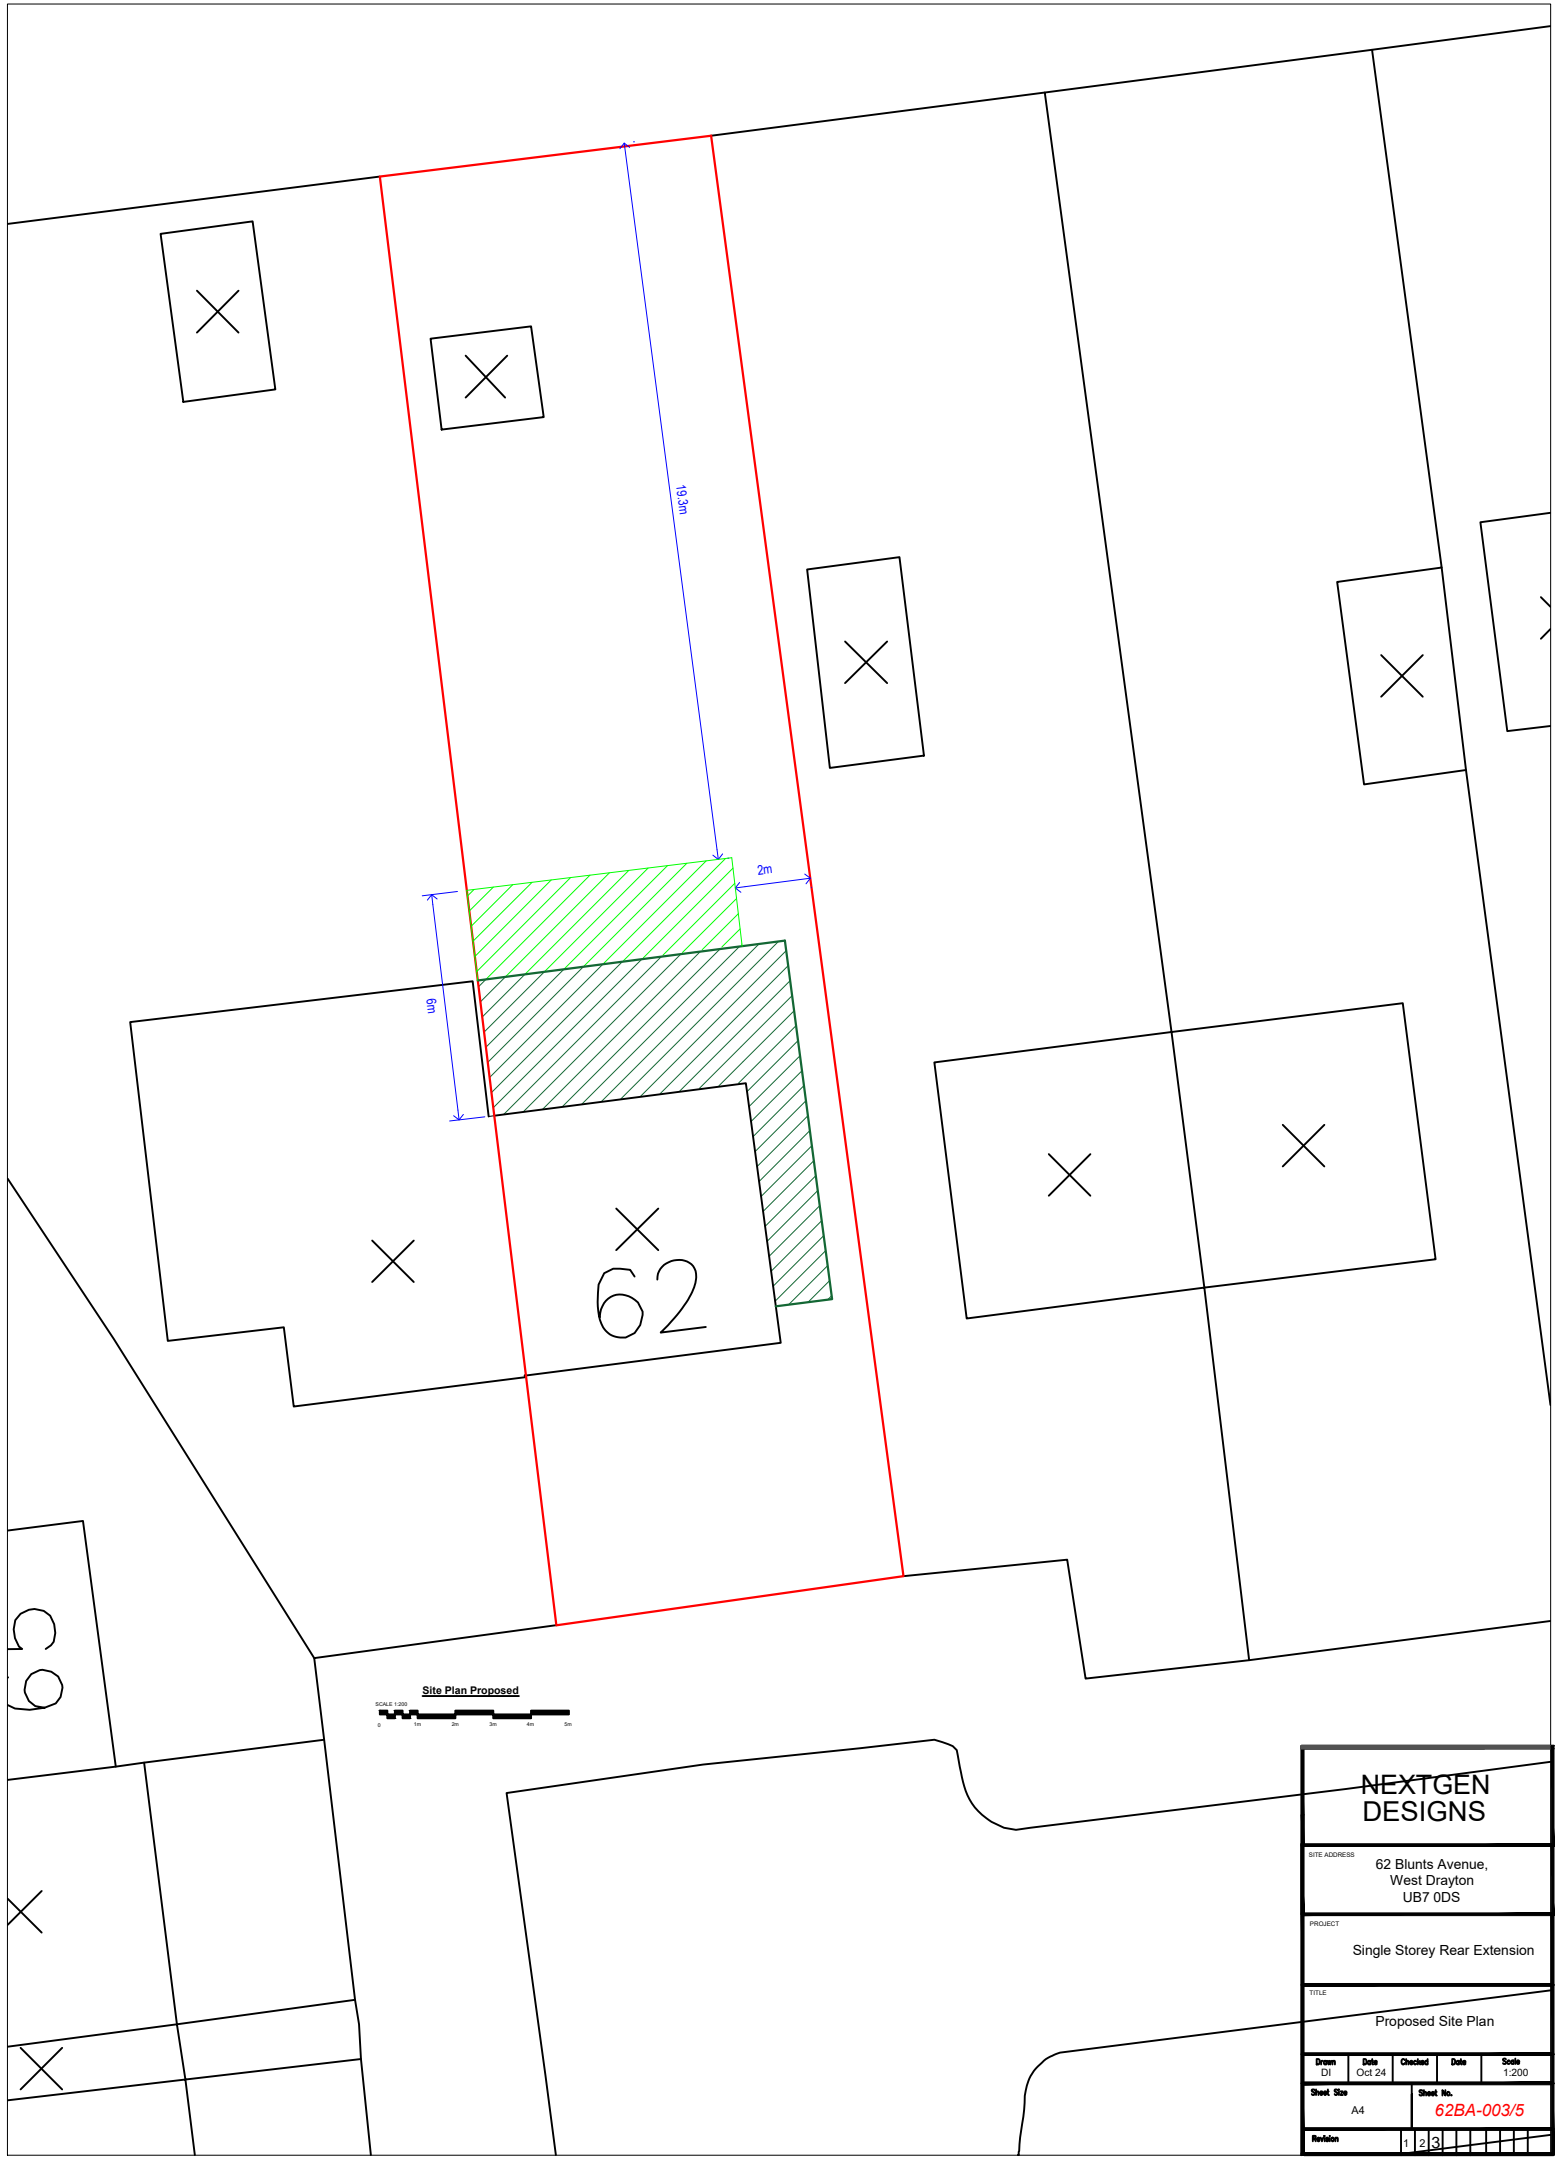 19.3m
2m
6m
62
Site Plan Proposed
SCALE 1:200
0 1m 2m 3m 4m 5m
NEXTGEN
DESIGNS
SITE ADDRESS
62 Blunts Avenue,
West Drayton
UB7 0DS
PROJECT
Single Storey Rear Extension
TITLE
Proposed Site Plan
Drawn Date Checked Date Scale
DI Oct 24 1:200
Sheet Size Sheet No.
A4 62BA-003/5
Revision 1 2 3